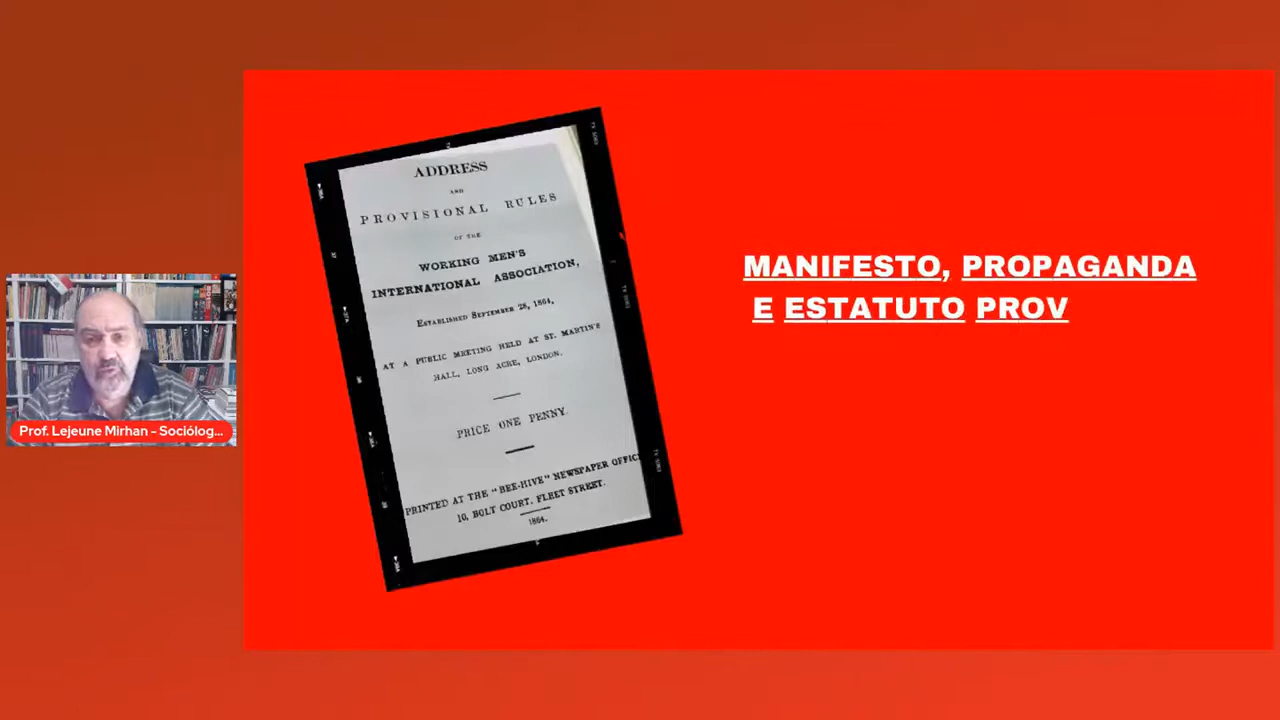 ADDRESS
AND
PROVISIONAL RULES
OF THE
WORKING MEN'S
INTERNATIONAL ASSOCIATION,
ESTABLISHED SEPTEMBER 28, 1864,
AT A PUBLIC MEETING HELD AT ST. MARTIN'S
HALL, LONG ACRE, LONDON.
PRICE ONE PENNY.
PRINTED AT THE "BEE-HIVE" NEWSPAPER OFFIC
10, BOLT COURT, FLEET STREET.
1864.
MANIFESTO, PROPAGANDA
E ESTATUTO PROV
Prof. Lejeune Mirhan - Sociólog...